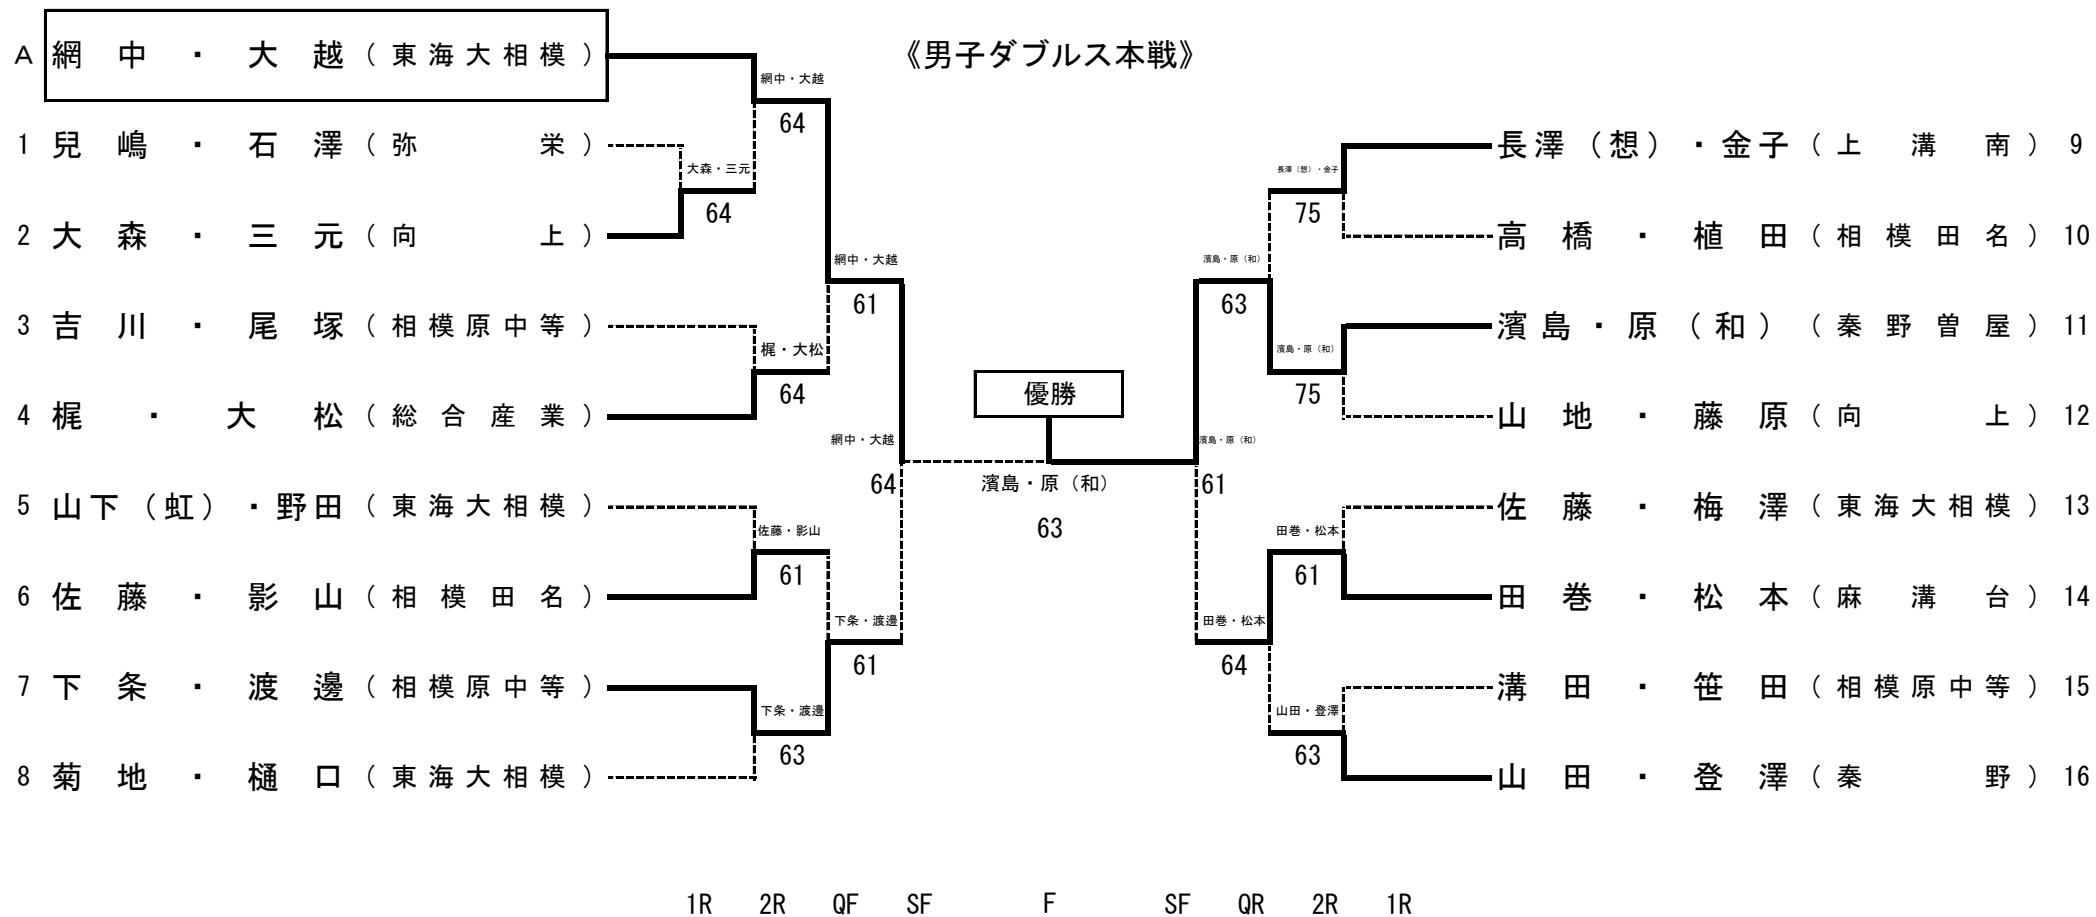 《男子ダブルス本戦》
A 網中・大越（東海大相模）
網中・大越
64
1 兒嶋・石澤（弥栄）
大森・三元
64
2 大森・三元（向上）
網中・大越
61
3 吉川・尾塚（相模原中等）
梶・大松
64
4 梶・大松（総合産業）
網中・大越
64
5 山下（虹）・野田（東海大相模）
佐藤・影山
61
6 佐藤・影山（相模田名）
下条・渡邊
61
7 下条・渡邊（相模原中等）
下条・渡邊
63
8 菊地・樋口（東海大相模）
優勝
濱島・原（和）
63
長澤（想）・金子（上溝南） 9
長澤（想）・金子
75
高橋・植田（相模田名） 10
濱島・原（和）
63
濱島・原（和）（秦野曽屋） 11
濱島・原（和）
75
山地・藤原（向上） 12
濱島・原（和）
61
佐藤・梅澤（東海大相模） 13
田巻・松本
61
田巻・松本（麻溝台） 14
田巻・松本
64
溝田・笹田（相模原中等） 15
山田・登澤
63
山田・登澤（秦野） 16
1R 2R QF SF F SF QR 2R 1R